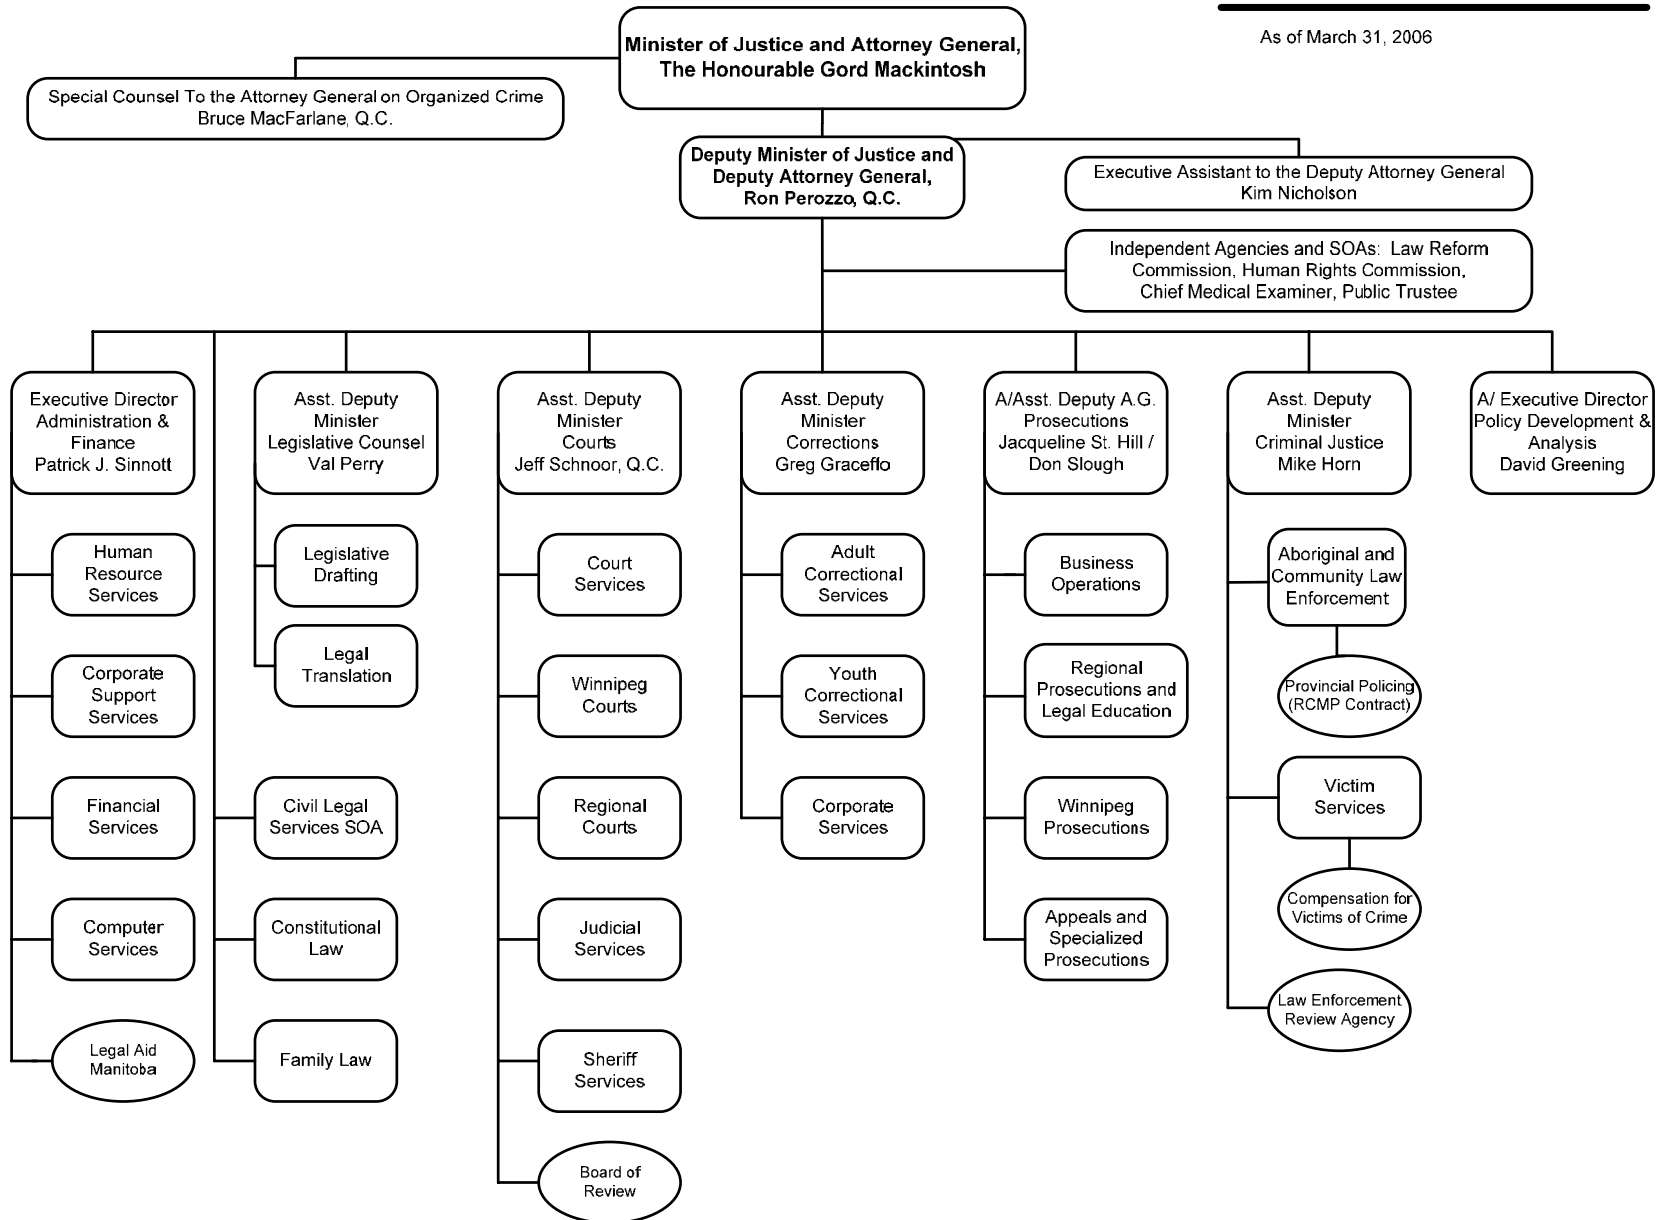 As of March 31, 2006
Minister of Justice and Attorney General,
The Honourable Gord Mackintosh
Special Counsel To the Attorney General on Organized Crime
Bruce MacFarlane, Q.C.
Deputy Minister of Justice and
Deputy Attorney General,
Ron Perozzo, Q.C.
Executive Assistant to the Deputy Attorney General
Kim Nicholson
Independent Agencies and SOAs: Law Reform
Commission, Human Rights Commission,
Chief Medical Examiner, Public Trustee
Executive Director
Administration &
Finance
Patrick J. Sinnott
Human
Resource
Services
Corporate
Support
Services
Financial
Services
Computer
Services
Legal Aid
Manitoba
Asst. Deputy
Minister
Legislative Counsel
Val Perry
Legislative
Drafting
Legal
Translation
Civil Legal
Services SOA
Constitutional
Law
Family Law
Asst. Deputy
Minister
Courts
Jeff Schnoor, Q.C.
Court
Services
Winnipeg
Courts
Regional
Courts
Judicial
Services
Sheriff
Services
Board of
Review
Asst. Deputy
Minister
Corrections
Greg Graceffo
Adult
Correctional
Services
Youth
Correctional
Services
Corporate
Services
A/Asst. Deputy A.G.
Prosecutions
Jacqueline St. Hill /
Don Slough
Business
Operations
Regional
Prosecutions and
Legal Education
Winnipeg
Prosecutions
Appeals and
Specialized
Prosecutions
Asst. Deputy
Minister
Criminal Justice
Mike Horn
Aboriginal and
Community Law
Enforcement
Provincial Policing
(RCMP Contract)
Victim
Services
Compensation for
Victims of Crime
Law Enforcement
Review Agency
A/ Executive Director
Policy Development &
Analysis
David Greening